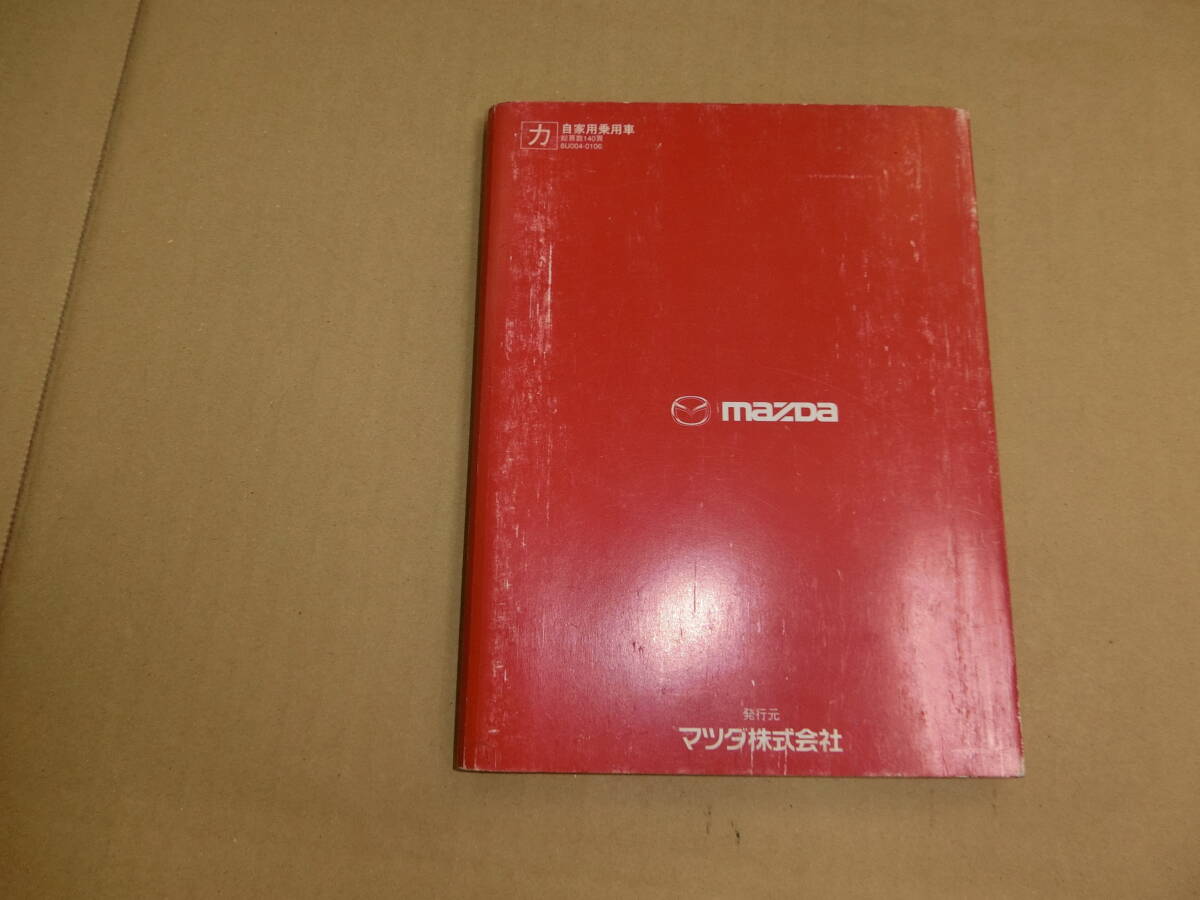 カ
自家用乗用車
総頁数140頁
8U004-0106
mazda
発行元
マツダ株式会社